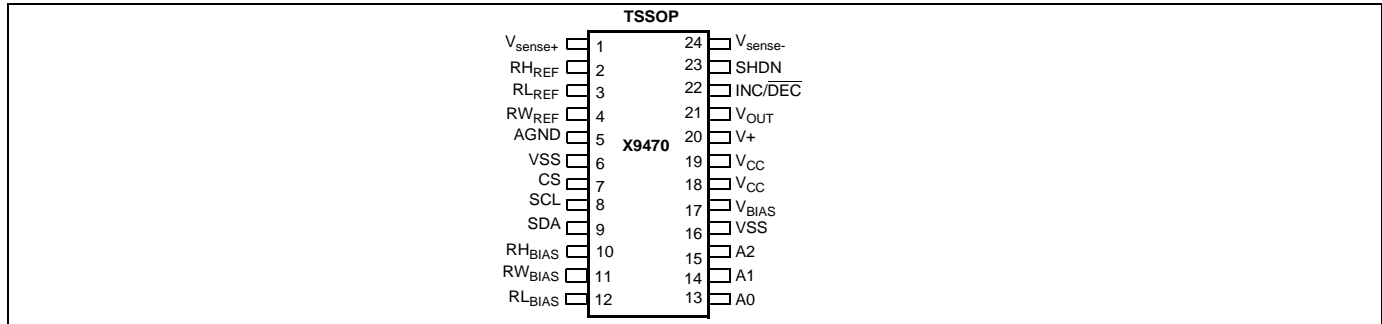 TSSOP
Vsense+ 1 24 Vsense-
RHREF 2 23 SHDN
RLREF 3 22 INC/DEC
RWREF 4 21 VOUT
AGND 5 X9470 20 V+
VSS 6 19 VCC
CS 7 18 VCC
SCL 8 17 VBIAS
SDA 9 16 VSS
RHBIAS 10 15 A2
RWBIAS 11 14 A1
RLBIAS 12 13 A0